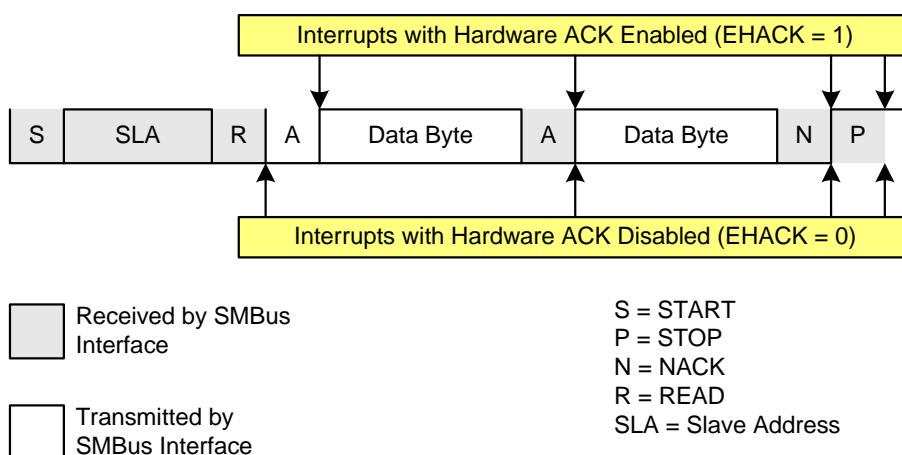 Interrupts with Hardware ACK Enabled (EHACK = 1)
S SLA R A Data Byte A Data Byte N P
Interrupts with Hardware ACK Disabled (EHACK = 0)
Received by SMBus
Interface
Transmitted by
SMBus Interface
S = START
P = STOP
N = NACK
R = READ
SLA = Slave Address